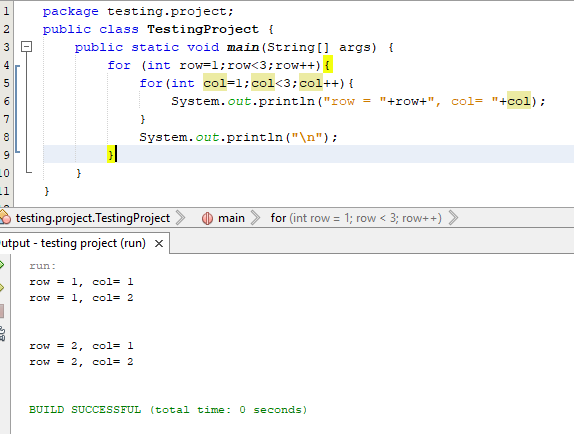 1 package testing.project;
2 public class TestingProject {
3 public static void main(String[] args) {
4 for (int row=1;row<3;row++){
5 for(int col=1;col<3;col++){
6 System.out.println("row = "+row+", col= "+col);
7 }
8 System.out.println("\n");
9 }
10 }
11 }
testing.project.TestingProject main for (int row = 1; row < 3; row++)
utput - testing project (run) ×
run:
row = 1, col= 1
row = 1, col= 2
row = 2, col= 1
row = 2, col= 2
BUILD SUCCESSFUL (total time: 0 seconds)